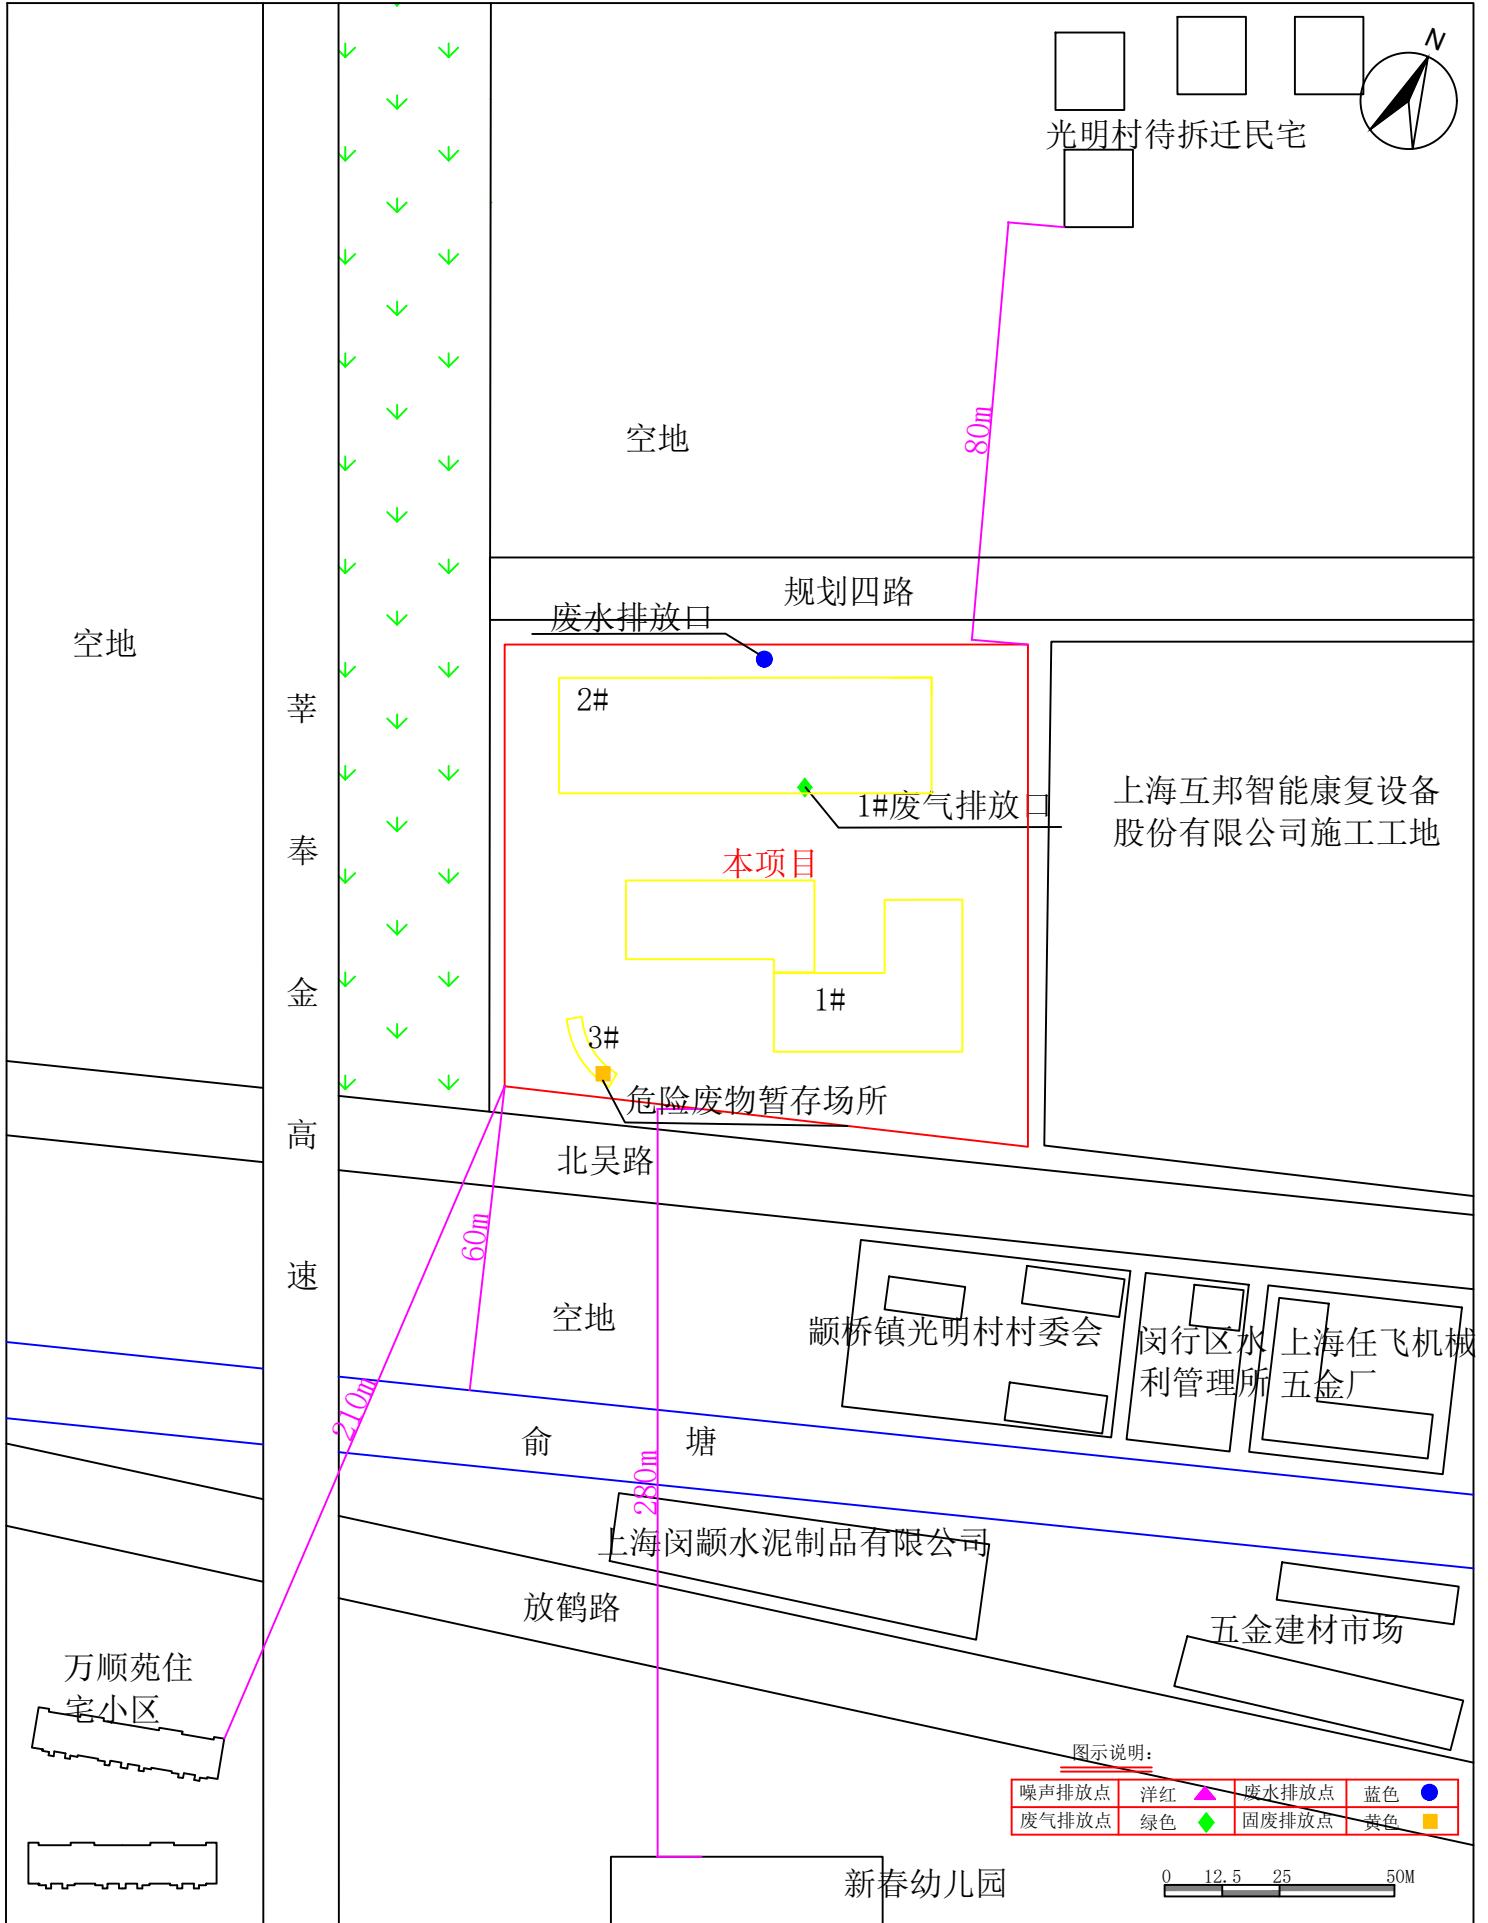 N
光明村待拆迁民宅
80m
空地
规划四路
废水排放口
空地
2#
莘奉金高速
1#废气排放口
上海互邦智能康复设备
股份有限公司施工工地
本项目
1#
3#
危险废物暂存场所
北吴路
60m
空地
颛桥镇光明村村委会
闵行区水
利管理所
上海任飞机械
五金厂
210m
俞塘
280m
上海闵颛水泥制品有限公司
放鹤路
五金建材市场
万顺苑住
宅小区
图示说明:
噪声排放点 洋红 废水排放点 蓝色
废气排放点 绿色 固废排放点 黄色
新春幼儿园
0 12.5 25 50M